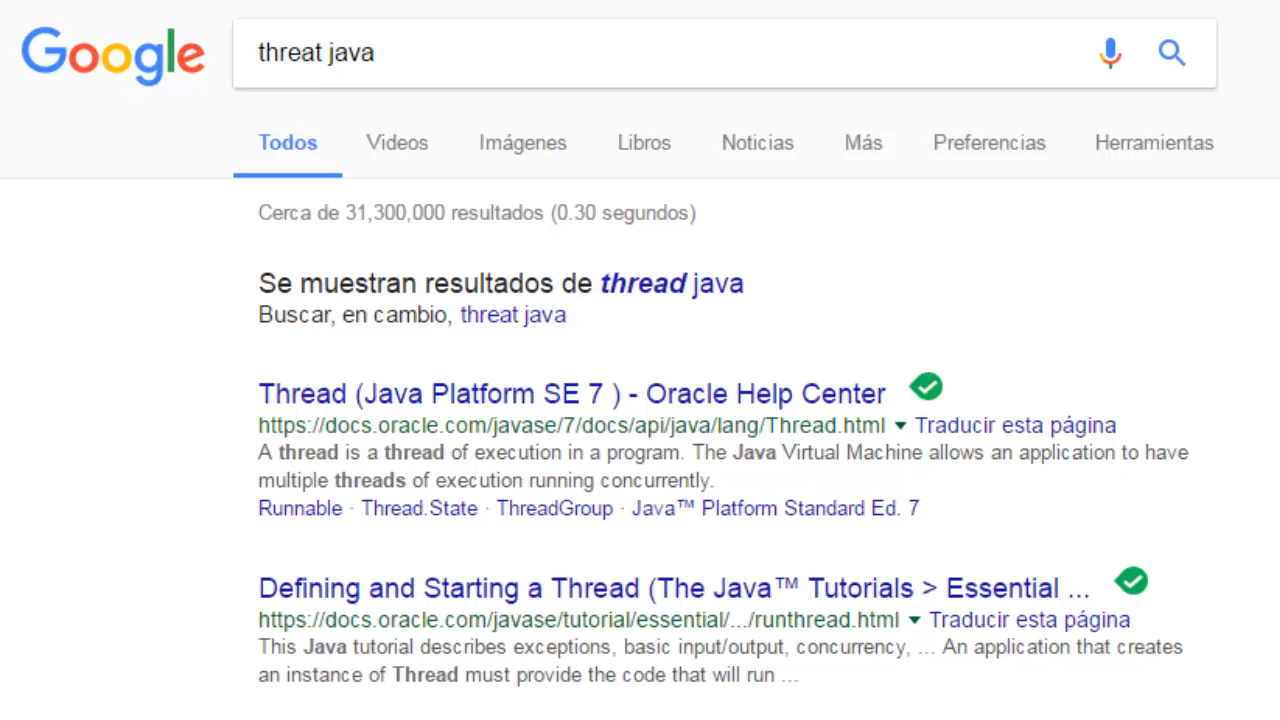 Google
threat java
Todos Videos Imágenes Libros Noticias Más Preferencias Herramientas
Cerca de 31,300,000 resultados (0.30 segundos)
Se muestran resultados de thread java
Buscar, en cambio, threat java
Thread (Java Platform SE 7 ) - Oracle Help Center
https://docs.oracle.com/javase/7/docs/api/java/lang/Thread.html ▼ Traducir esta página
A thread is a thread of execution in a program. The Java Virtual Machine allows an application to have
multiple threads of execution running concurrently.
Runnable · Thread.State · ThreadGroup · Java™ Platform Standard Ed. 7
Defining and Starting a Thread (The Java™ Tutorials > Essential ...
https://docs.oracle.com/javase/tutorial/essential/.../runthread.html ▼ Traducir esta página
This Java tutorial describes exceptions, basic input/output, concurrency, ... An application that creates
an instance of Thread must provide the code that will run ...